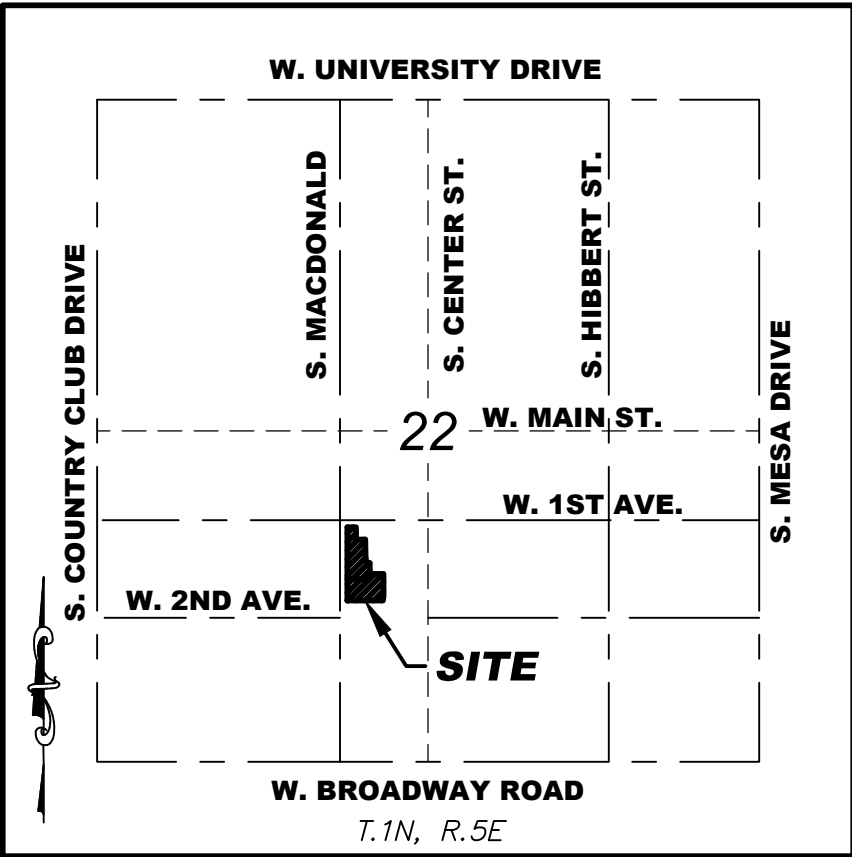 W. UNIVERSITY DRIVE
S. MACDONALD
S. CENTER ST.
S. HIBBERT ST.
S. COUNTRY CLUB DRIVE
S. MESA DRIVE
22
W. MAIN ST.
W. 1ST AVE.
W. 2ND AVE.
SITE
W. BROADWAY ROAD
T.1N, R.5E